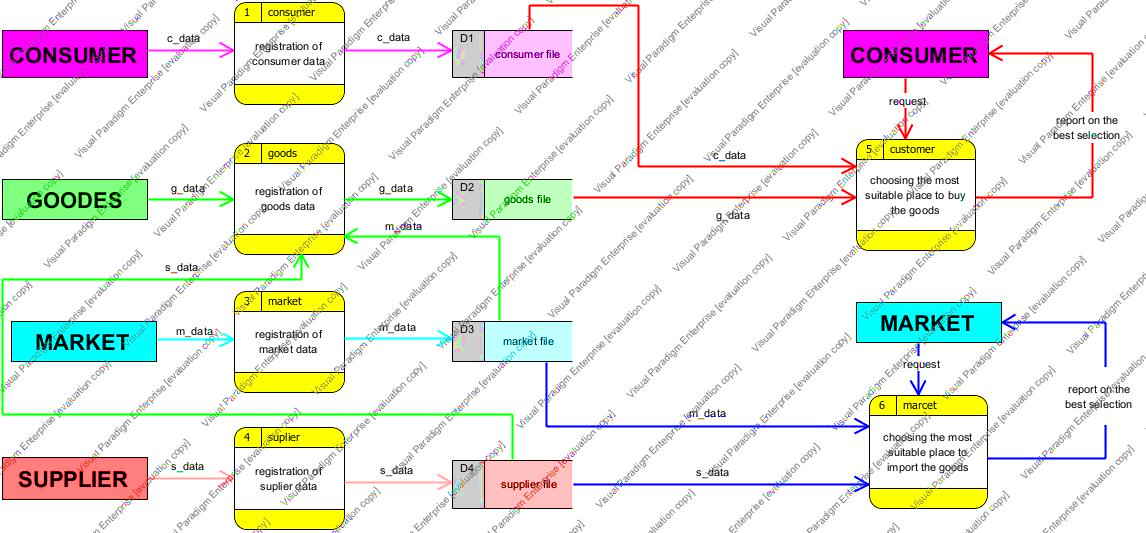 1 consumer
CONSUMER
c_data
registration of
consumer data
c_data
D1
consumer file
CONSUMER
request
report on the
best selection
2 goods
GOODES
g_data
registration of
goods data
g_data
D2
goods file
m_data
c_data
g_data
5 customer
choosing the most
suitable place to buy
the goods
s_data
3 market
MARKET
m_data
registration of
market data
m_data
D3
market file
MARKET
request
report on the
best selection
m_data
4 suplier
SUPPLIER
s_data
registration of
suplier data
s_data
D4
supplier file
s_data
6 marcet
choosing the most
suitable place to
import the goods
Visual Paradigm Enterprise [evaluation copy]